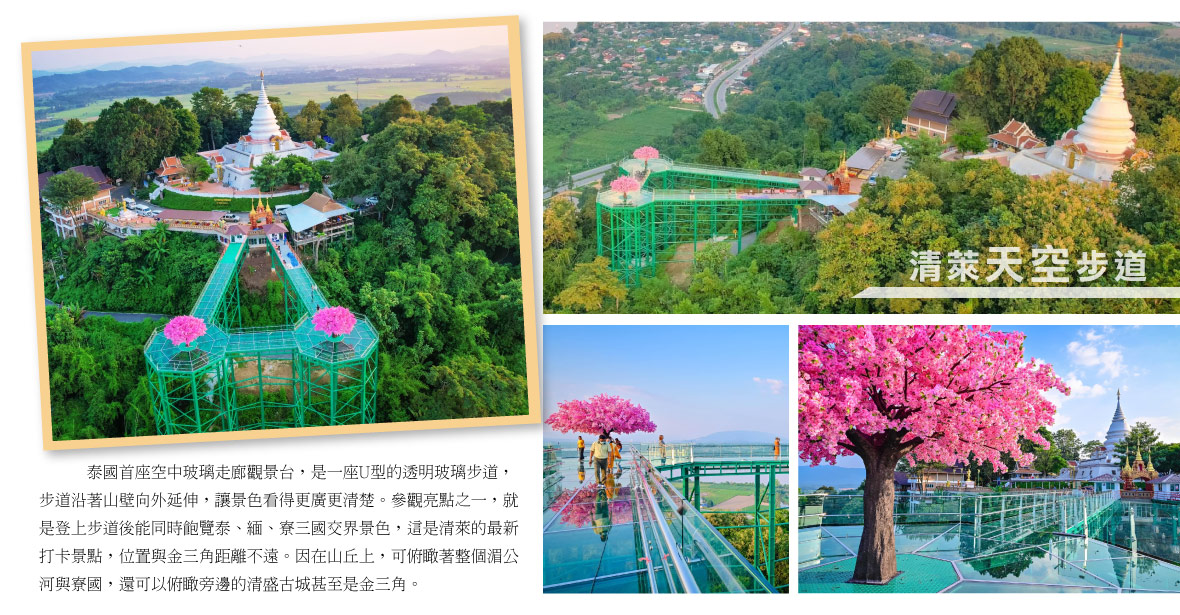 清萊天空步道
泰國首座空中玻璃走廊觀景台，是一座U型的透明玻璃步道，
步道沿著山壁向外延伸，讓景色看得更廣更清楚。參觀亮點之一，就
是登上步道後能同時飽覽泰、緬、寮三國交界景色，這是清萊的最新
打卡景點，位置與金三角距離不遠。因在山丘上，可俯瞰著整個湄公
河與寮國，還可以俯瞰旁邊的清盛古城甚至是金三角。